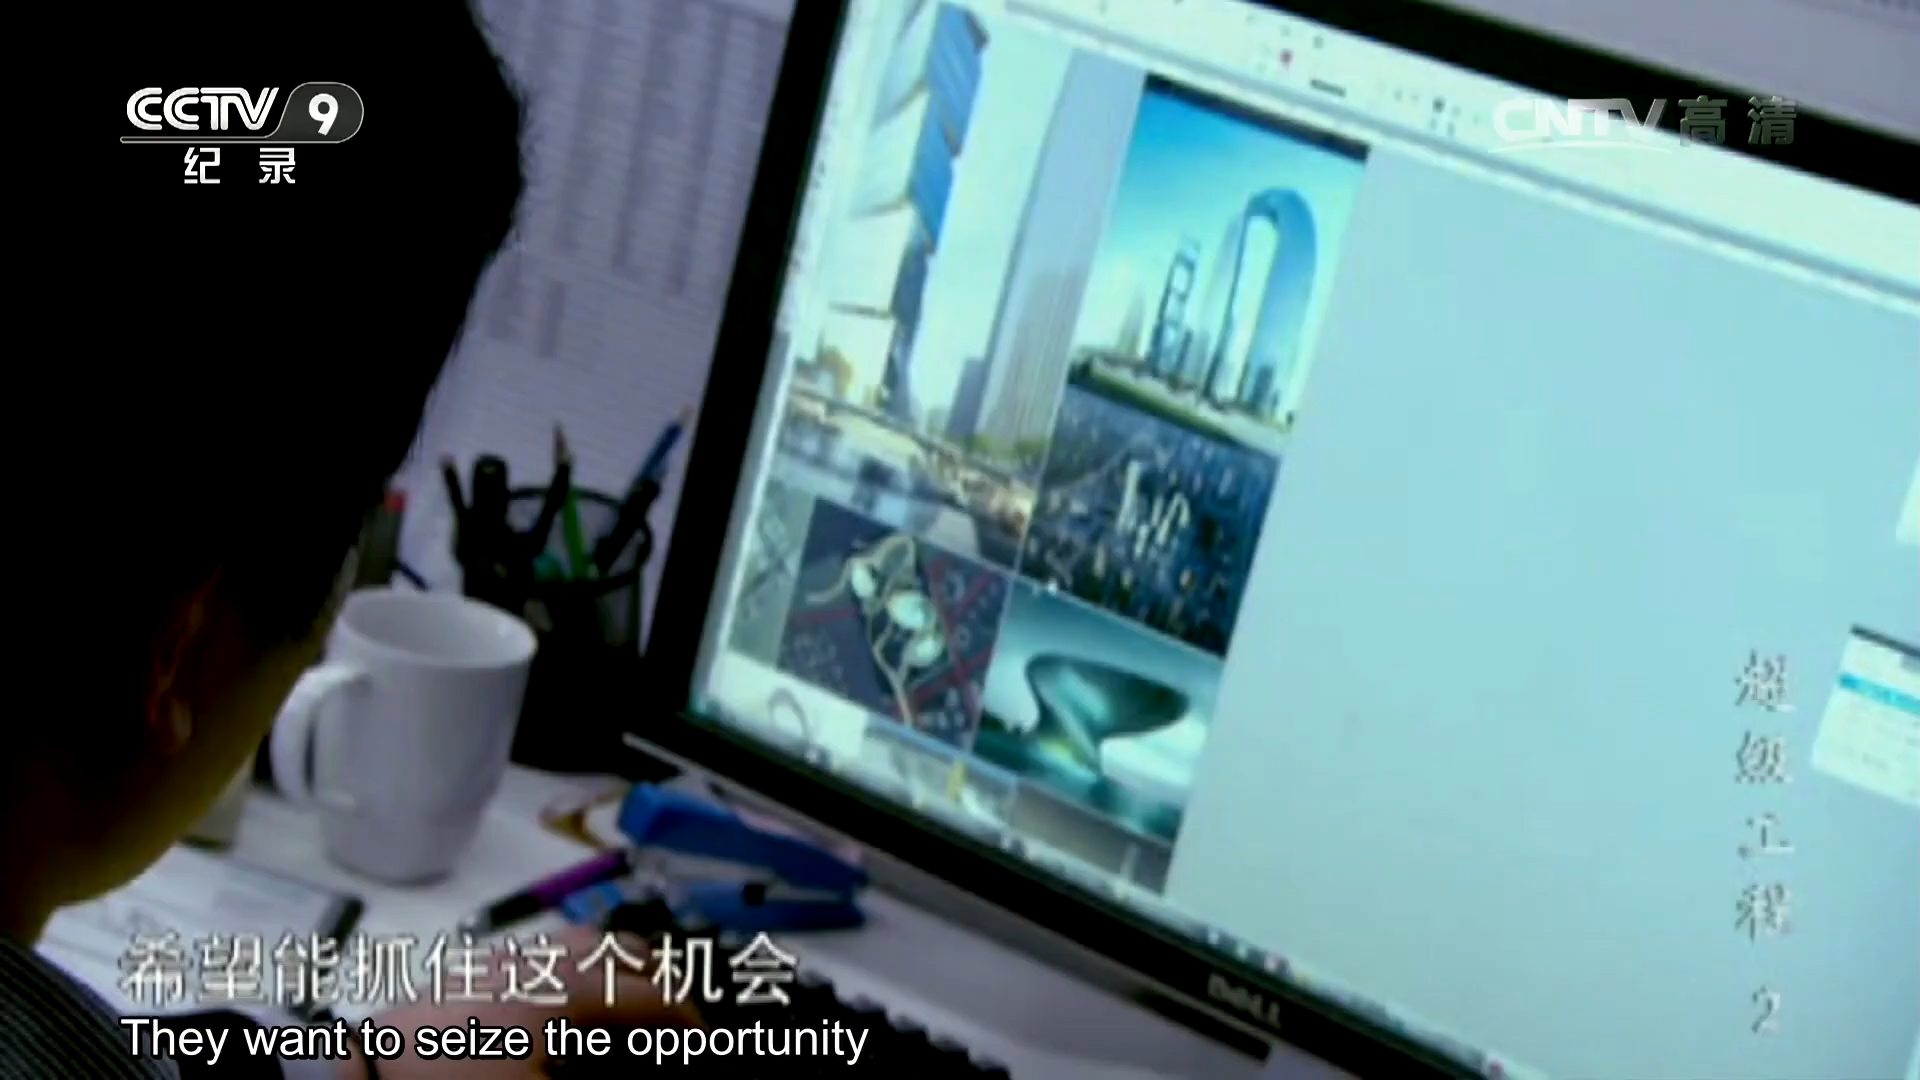 CCTV 9
纪 录
CNTV 高清
超级工程 2
希望能抓住这个机会
They want to seize the opportunity
DELL